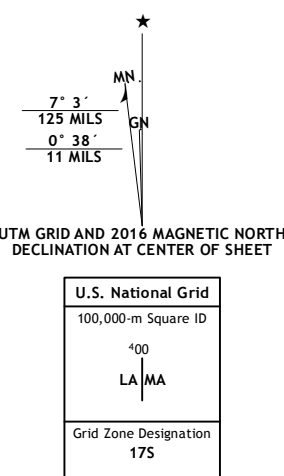 ★
MN
7° 3´
125 MILS
GN
0° 38´
11 MILS
UTM GRID AND 2016 MAGNETIC NORTH
DECLINATION AT CENTER OF SHEET
U.S. National Grid
100,000-m Square ID
⁴00
LA MA
Grid Zone Designation
17S